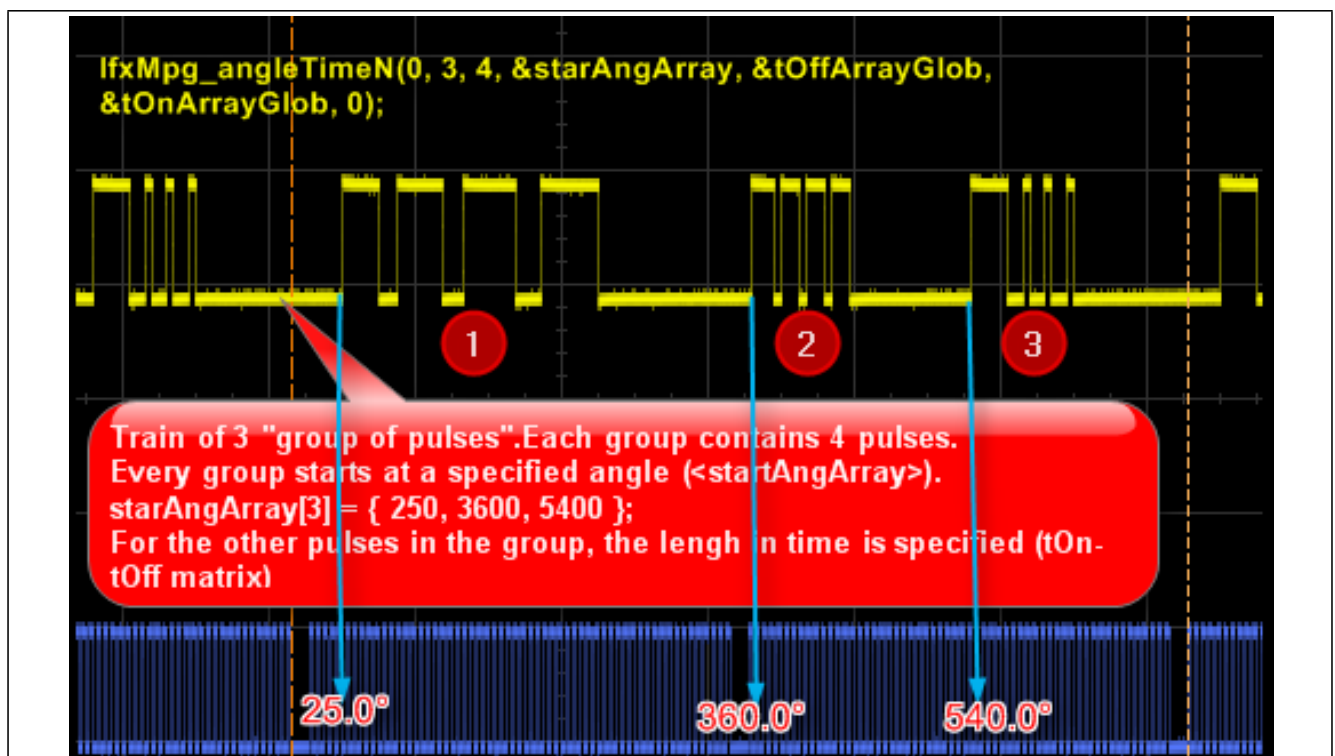 IfxMpg_angleTimeN(0, 3, 4, &starAngArray, &tOffArrayGlob,
&tOnArrayGlob, 0);
1
2
3
Train of 3 "group of pulses".Each group contains 4 pulses.
Every group starts at a specified angle (<startAngArray>).
starAngArray[3] = { 250, 3600, 5400 };
For the other pulses in the group, the lengh in time is specified (tOn-
tOff matrix)
25.0°
360.0°
540.0°